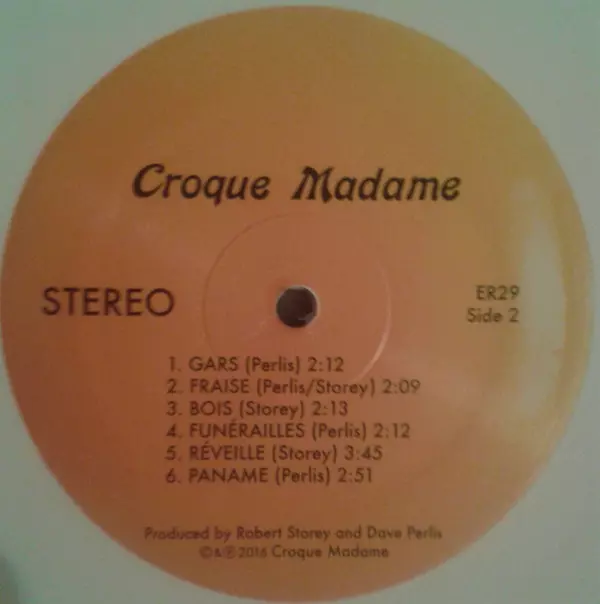 Croque Madame
STEREO
ER29
Side 2
1. GARS (Perlis) 2:12
2. FRAISE (Perlis/Storey) 2:09
3. BOIS (Storey) 2:13
4. FUNÉRAILLES (Perlis) 2:12
5. RÉVEILLE (Storey) 3:45
6. PANAME (Perlis) 2:51
Produced by Robert Storey and Dave Perlis
©&℗2016 Croque Madame